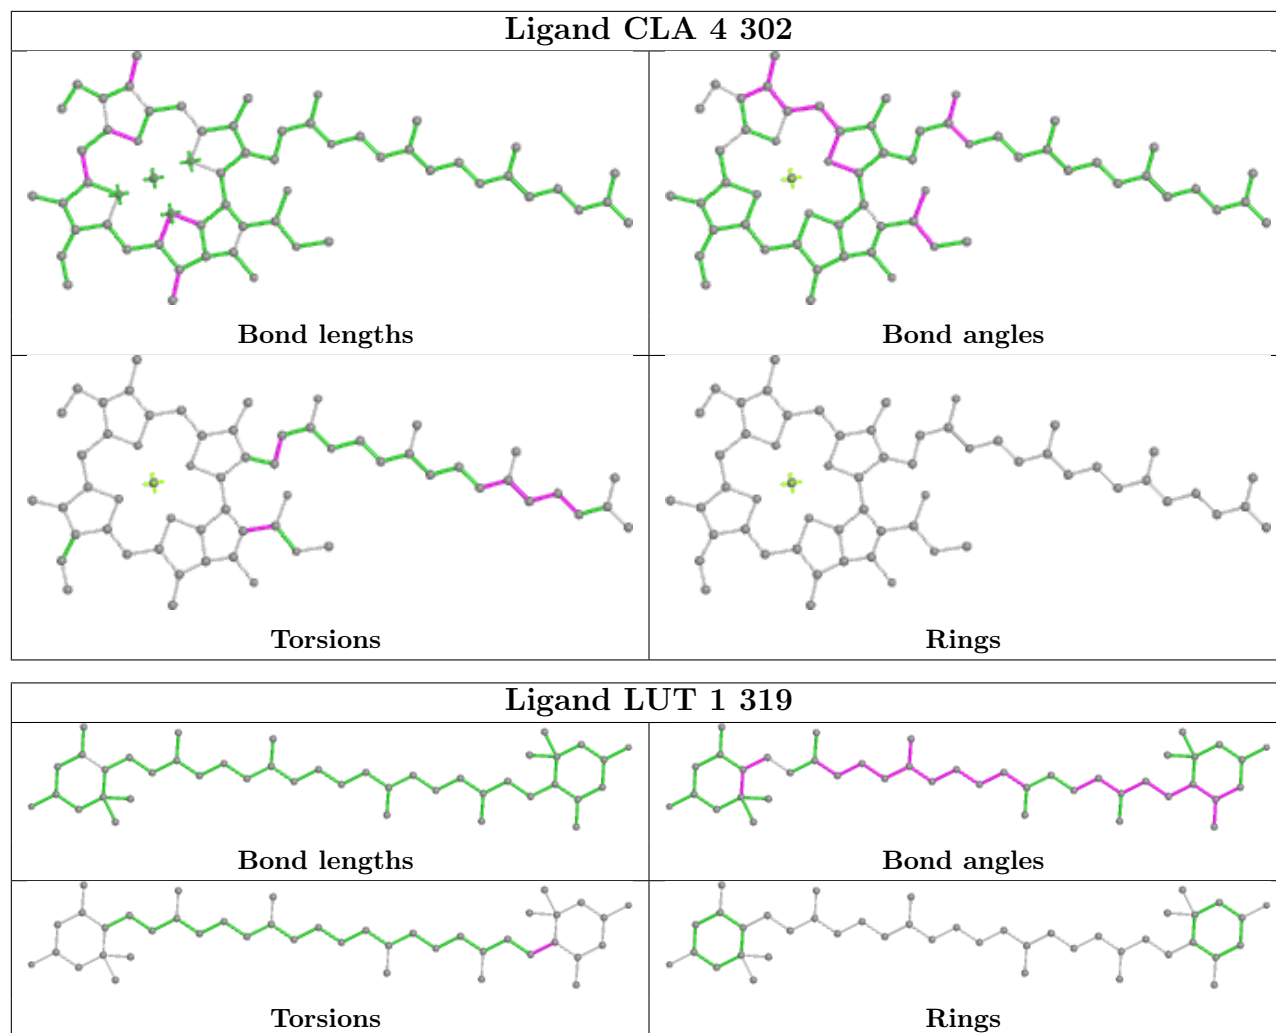 Ligand CLA 4 302
Bond lengths
Bond angles
Torsions
Rings
Ligand LUT 1 319
Bond lengths
Bond angles
Torsions
Rings